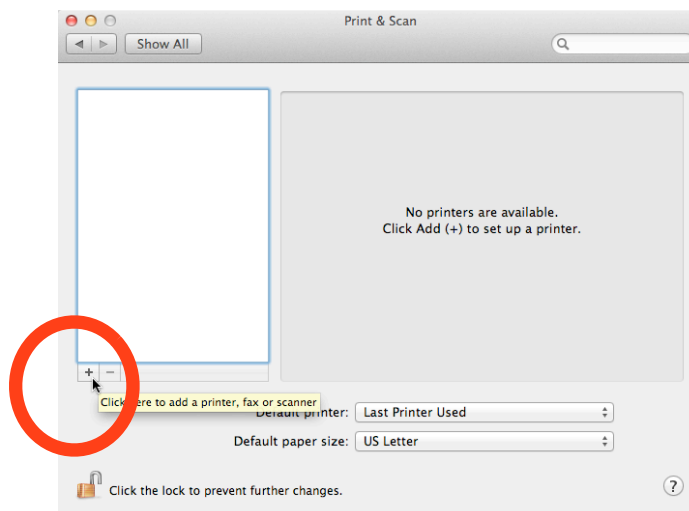 Print & Scan
Show All
No printers are available.
Click Add (+) to set up a printer.
+ −
Click here to add a printer, fax or scanner
Default printer: Last Printer Used
Default paper size: US Letter
Click the lock to prevent further changes.
?